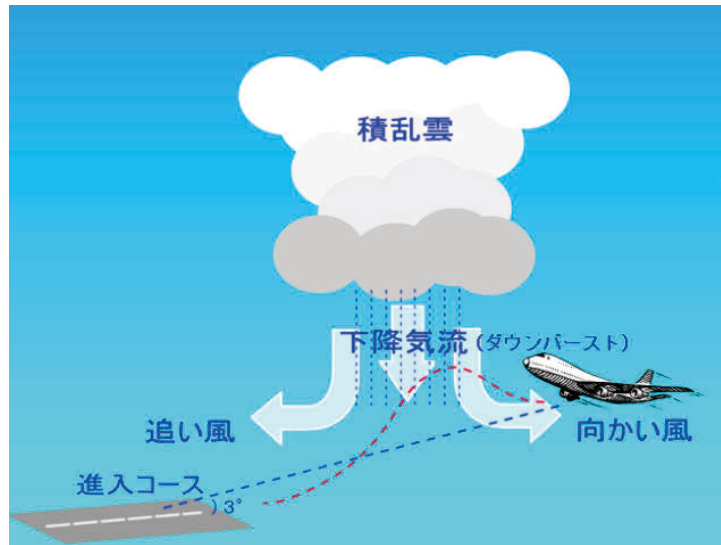 積乱雲
下降気流(ダウンバースト)
追い風
向かい風
進入コース
3°